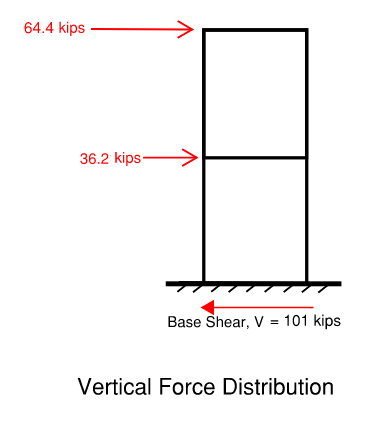 64.4 kips
36.2 kips
Base Shear, V = 101 kips
Vertical Force Distribution